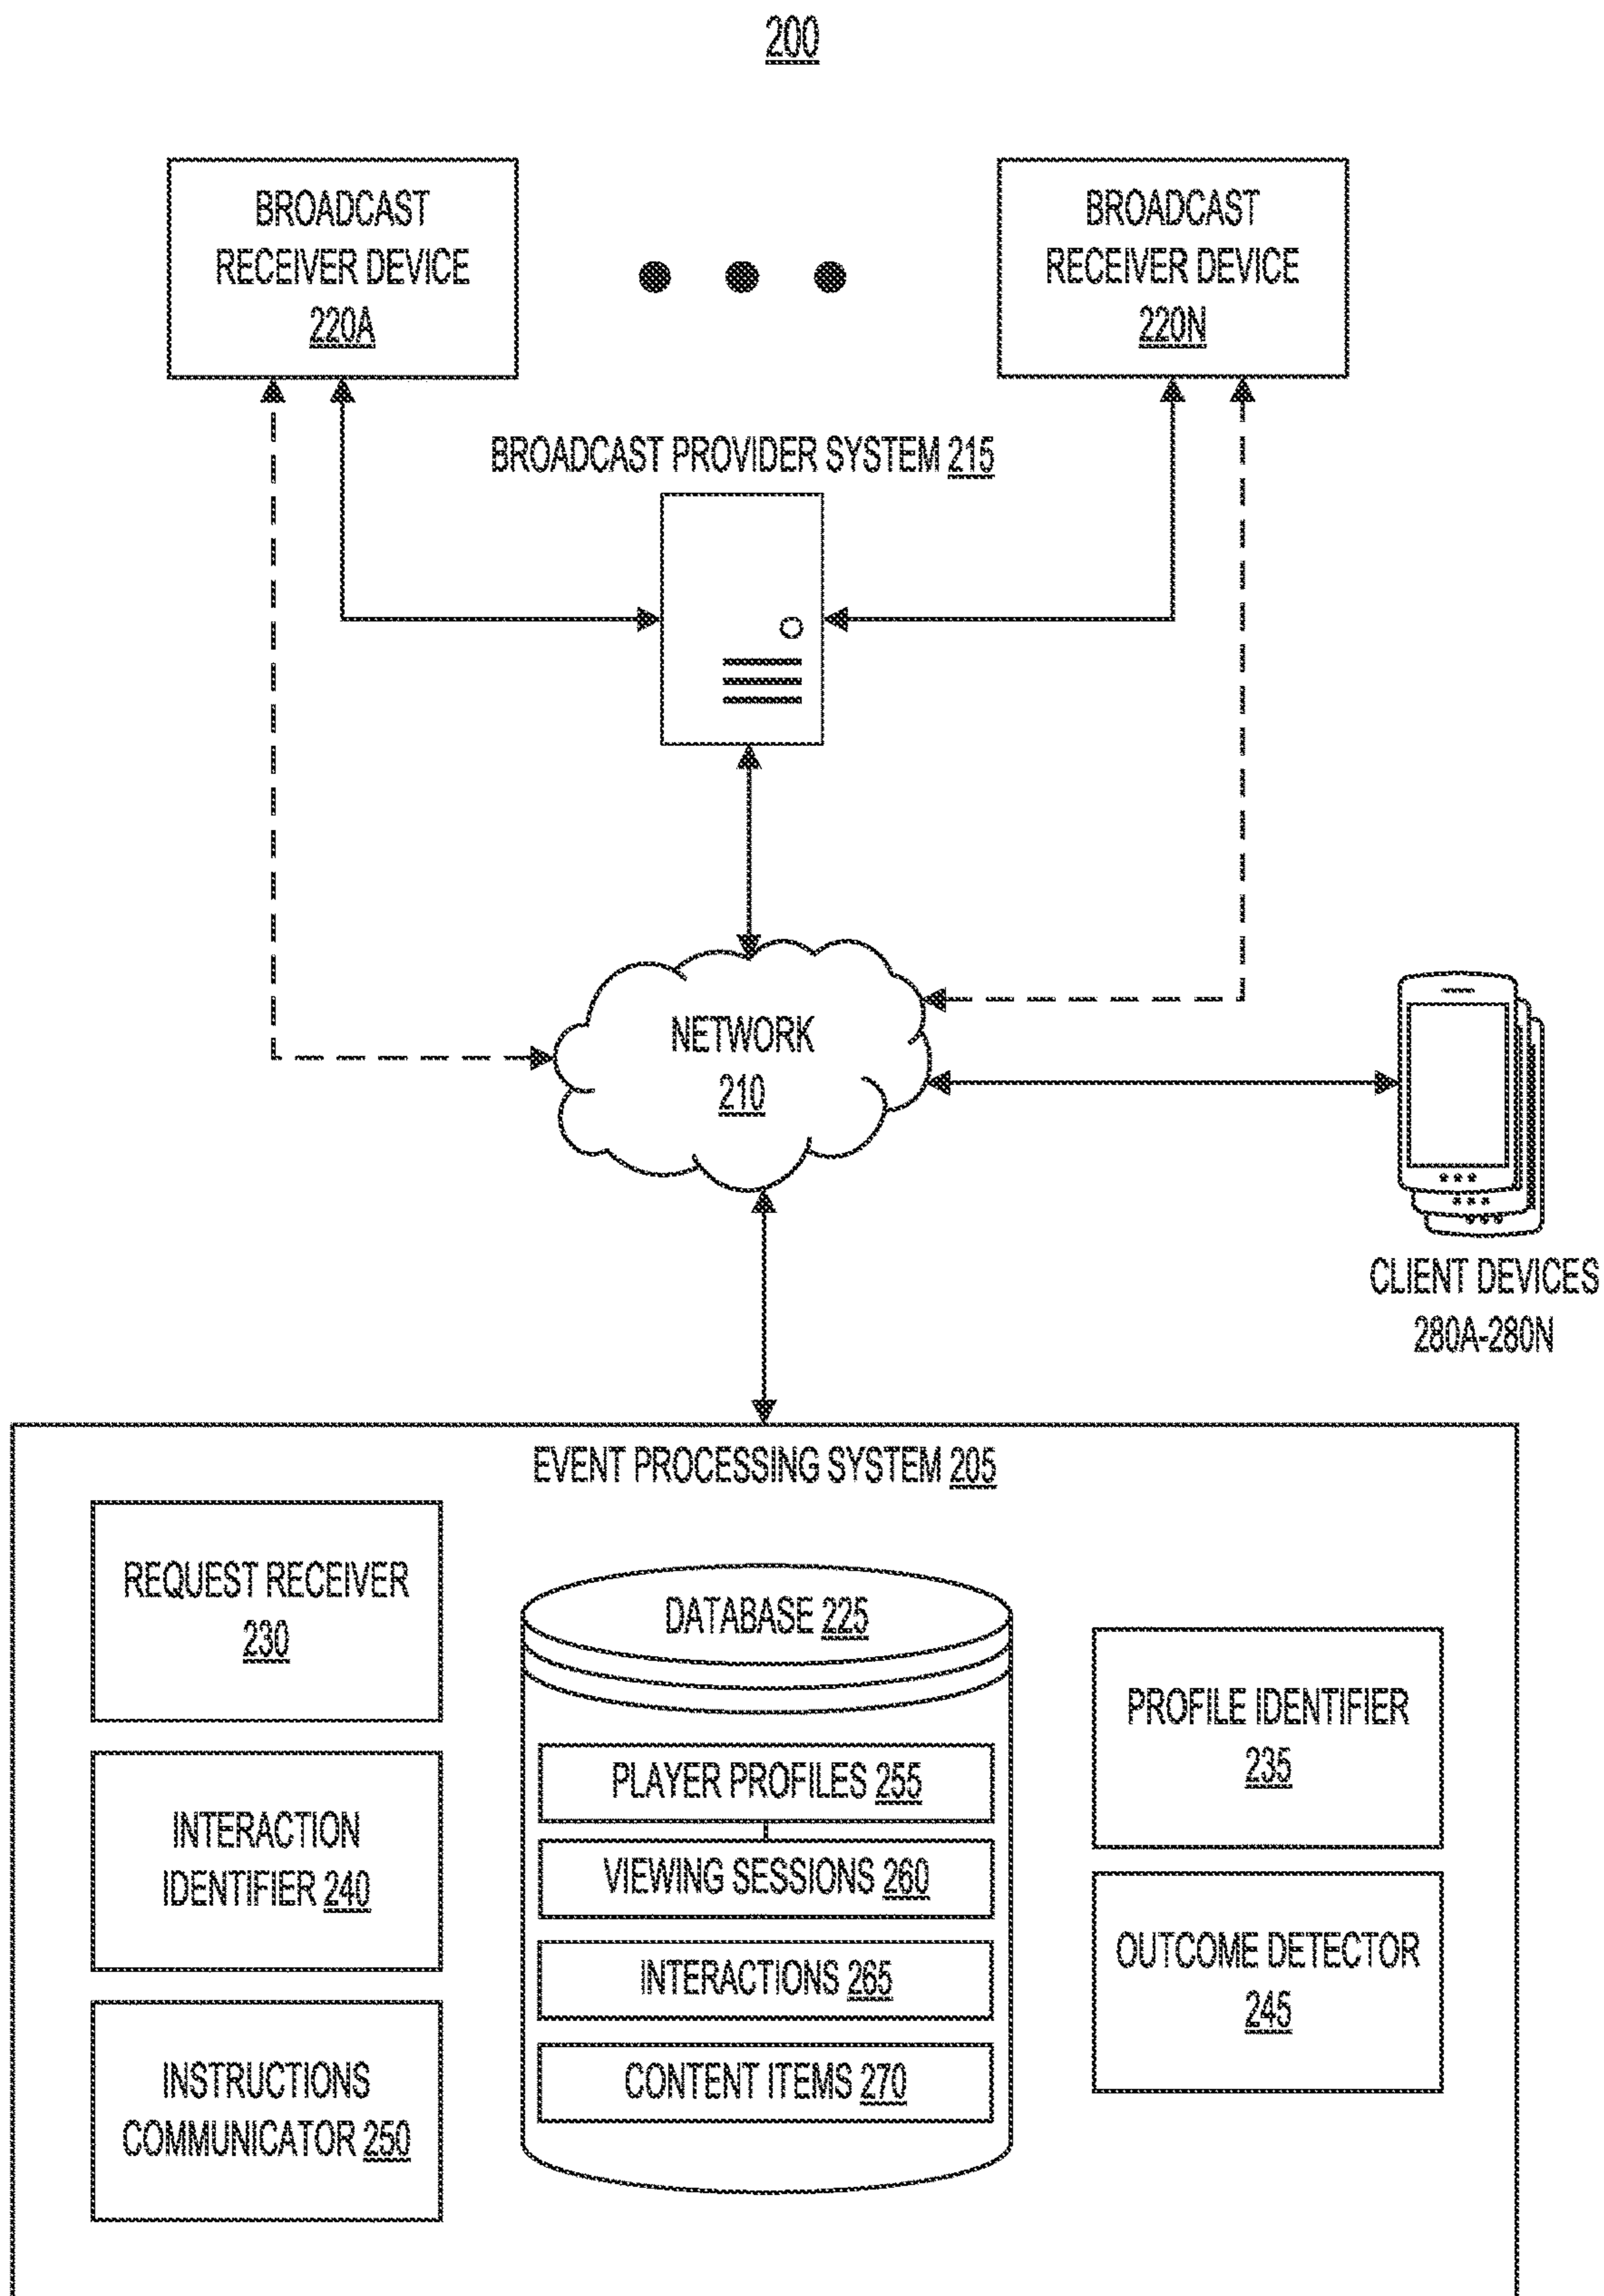 200
BROADCAST
RECEIVER DEVICE
220A
BROADCAST
RECEIVER DEVICE
220N
BROADCAST PROVIDER SYSTEM 215
NETWORK
210
CLIENT DEVICES
280A-280N
EVENT PROCESSING SYSTEM 205
REQUEST RECEIVER
230
INTERACTION
IDENTIFIER 240
INSTRUCTIONS
COMMUNICATOR 250
DATABASE 225
PLAYER PROFILES 255
VIEWING SESSIONS 260
INTERACTIONS 265
CONTENT ITEMS 270
PROFILE IDENTIFIER
235
OUTCOME DETECTOR
245